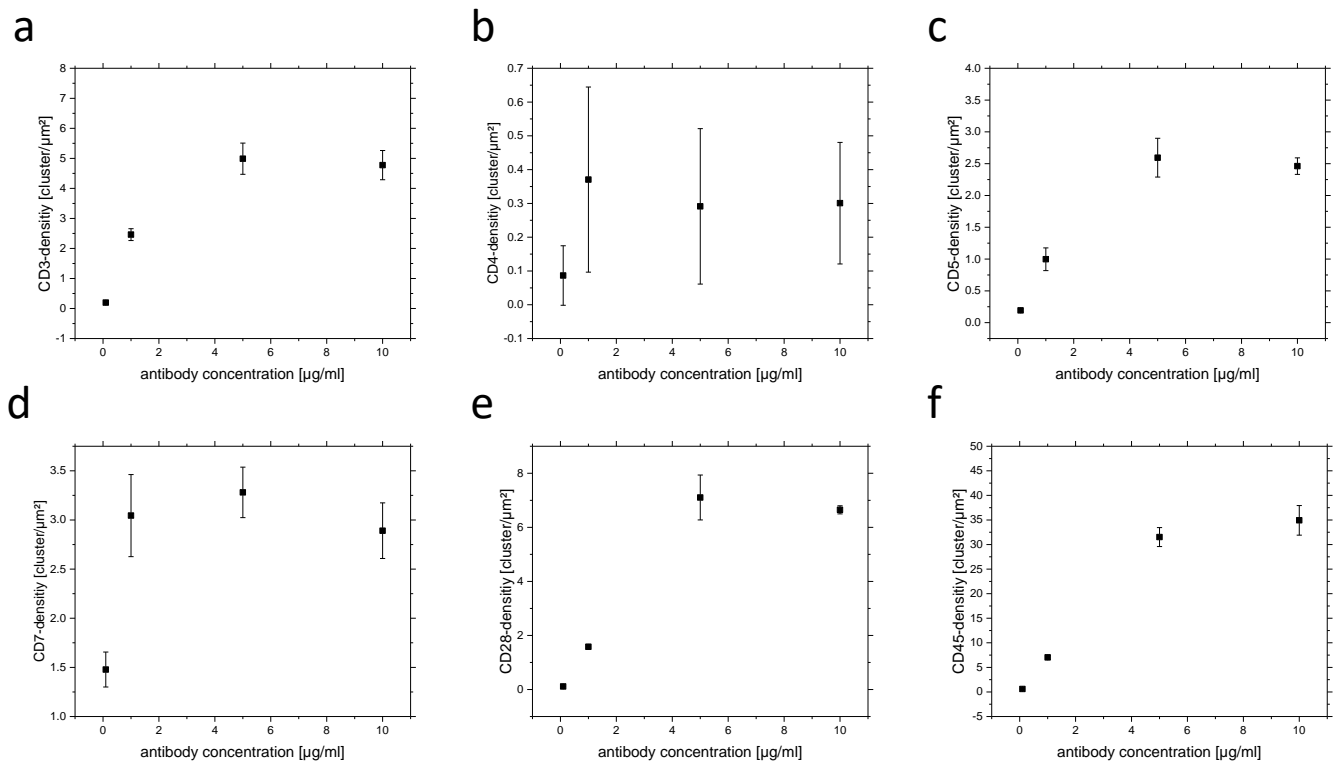 a
CD3-densitiy [cluster/µm²]
8
7
6
5
4
3
2
1
0
-1
0 2 4 6 8 10
antibody concentration [µg/ml]
b
CD4-densitiy [cluster/µm²]
0.7
0.6
0.5
0.4
0.3
0.2
0.1
0.0
-0.1
0 2 4 6 8 10
antibody concentration [µg/ml]
c
CD5-densitiy [cluster/µm²]
4.0
3.5
3.0
2.5
2.0
1.5
1.0
0.5
0.0
0 2 4 6 8 10
antibody concentration [µg/ml]
d
CD7-densitiy [cluster/µm²]
3.5
3.0
2.5
2.0
1.5
1.0
0 2 4 6 8 10
antibody concentration [µg/ml]
e
CD28-densitiy [cluster/µm²]
8
6
4
2
0
0 2 4 6 8 10
antibody concentration [µg/ml]
f
CD45-densitiy [cluster/µm²]
50
45
40
35
30
25
20
15
10
5
0
-5
0 2 4 6 8 10
antibody concentration [µg/ml]